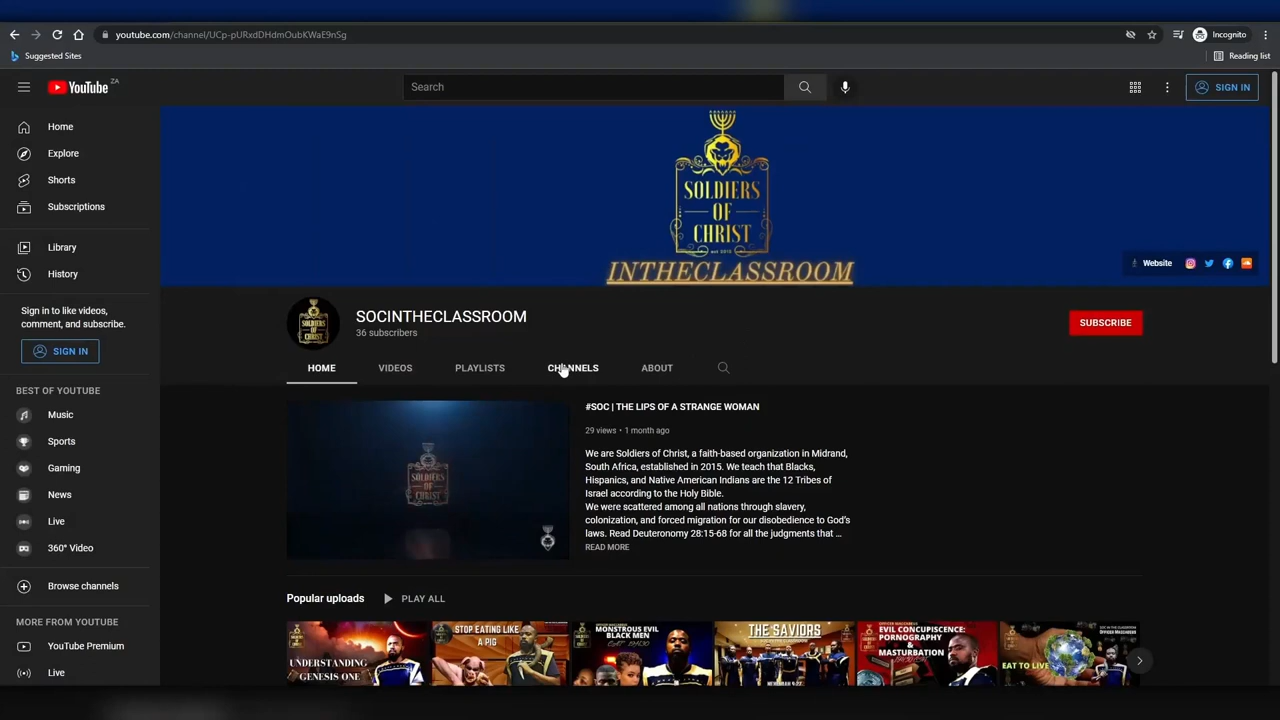 youtube.com/channel/UCp-pURxdDHdmOubKWaE9nSg
Incognito
Suggested Sites
Reading list
YouTube ZA
Search
SIGN IN
Home
Explore
Shorts
Subscriptions
Library
History
Sign in to like videos,
comment, and subscribe.
SIGN IN
BEST OF YOUTUBE
Music
Sports
Gaming
News
Live
360° Video
Browse channels
MORE FROM YOUTUBE
YouTube Premium
Live
SOLDIERS
OF
CHRIST
INTHECLASSROOM
Website
SOCINTHECLASSROOM
36 subscribers
SUBSCRIBE
HOME
VIDEOS
PLAYLISTS
CHANNELS
ABOUT
SOLDIERS
OF
CHRIST
#SOC | THE LIPS OF A STRANGE WOMAN
29 views • 1 month ago
We are Soldiers of Christ, a faith-based organization in Midrand,
South Africa, established in 2015. We teach that Blacks,
Hispanics, and Native American Indians are the 12 Tribes of
Israel according to the Holy Bible.
We were scattered among all nations through slavery,
colonization, and forced migration for our disobedience to God's
laws. Read Deuteronomy 28:15-68 for all the judgments that ...
READ MORE
Popular uploads
PLAY ALL
UNDERSTANDING
GENESIS ONE
STOP EATING LIKE
A PIG
MONSTROUS EVIL
BLACK MEN
THE SAVIORS
EVIL CONCUPISCENCE:
PORNOGRAPHY
&
MASTURBATION
EAT TO LIVE